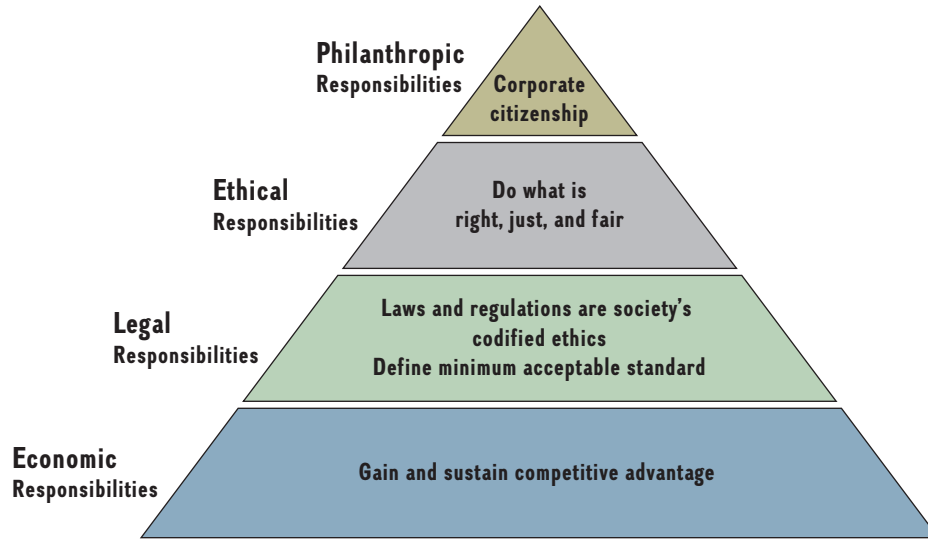 Philanthropic
Responsibilities
Corporate
citizenship
Ethical
Responsibilities
Do what is
right, just, and fair
Legal
Responsibilities
Laws and regulations are society's
codified ethics
Define minimum acceptable standard
Economic
Responsibilities
Gain and sustain competitive advantage